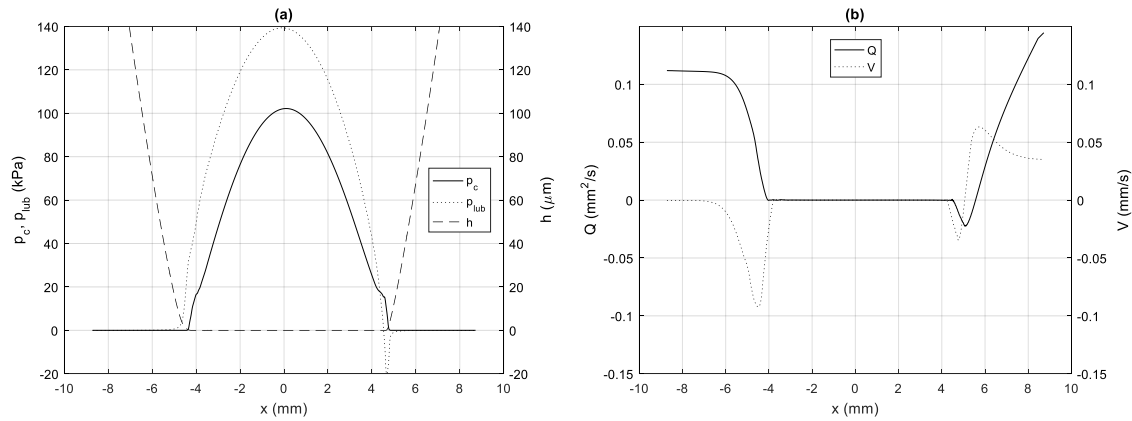 (a)
140
120
100
80
60
40
20
0
-20
p_c, p_lub (kPa)
140
120
100
80
60
40
20
0
-20
h (μm)
p_c
p_lub
h
-10 -8 -6 -4 -2 0 2 4 6 8 10
x (mm)
(b)
0.1
0.05
0
-0.05
-0.1
-0.15
Q (mm²/s)
Q
V
0.1
0.05
0
-0.05
-0.1
-0.15
V (mm/s)
-10 -8 -6 -4 -2 0 2 4 6 8 10
x (mm)